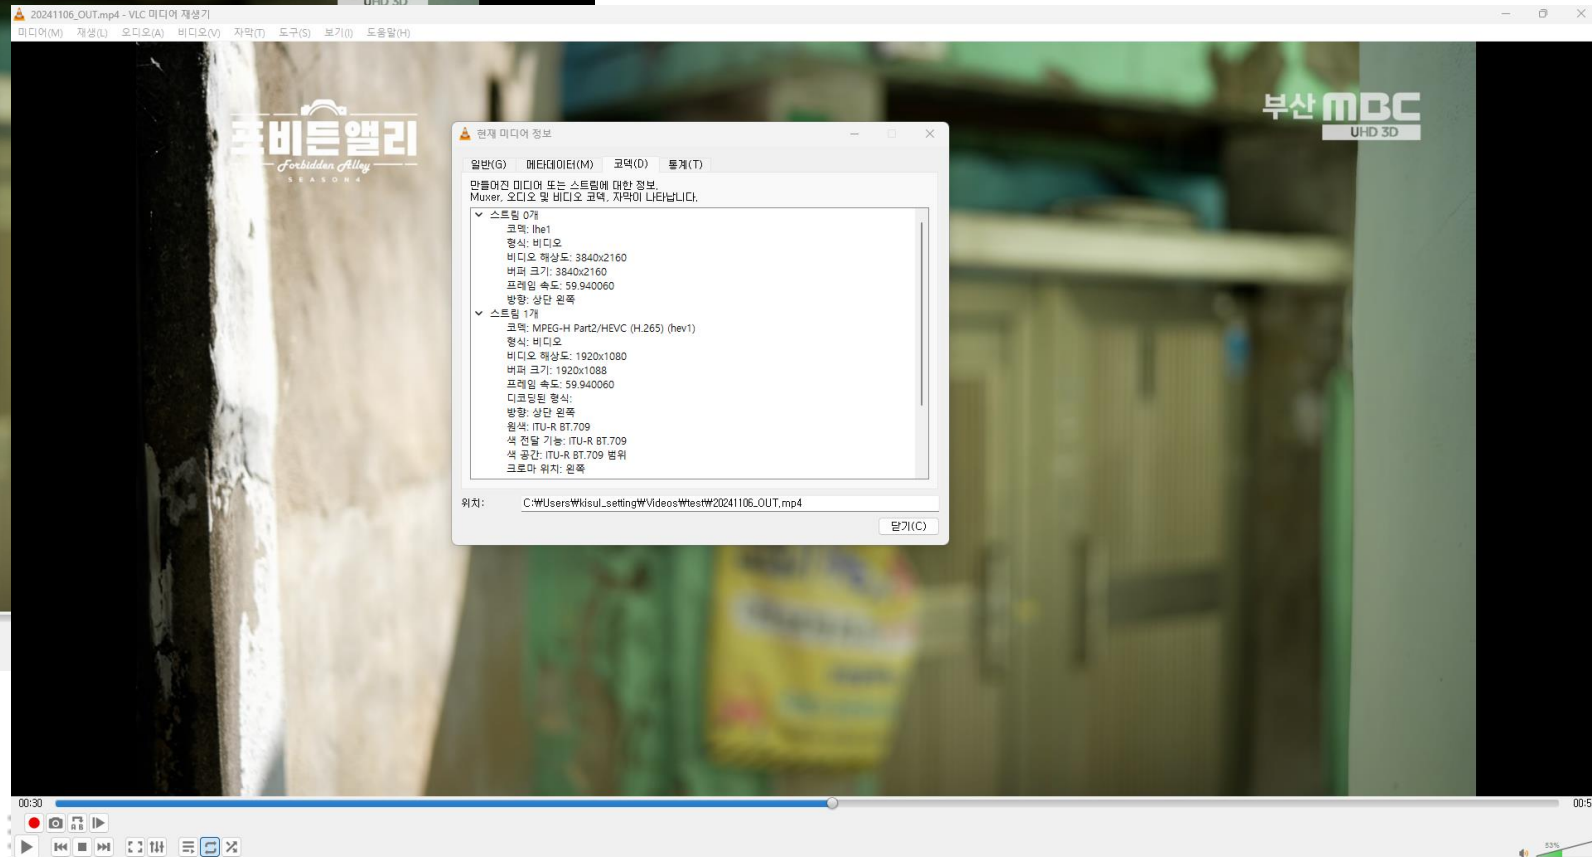 UHD 3D
20241106_OUT.mp4 - VLC 미디어 재생기
미디어(M) 재생(L) 오디오(A) 비디오(V) 자막(T) 도구(S) 보기(I) 도움말(H)
포비든앨리
Forbidden Alley
SEASON4
부산 MBC
UHD 3D
현재 미디어 정보
일반(G) 메타데이터(M) 코덱(D) 통계(T)
만들어진 미디어 또는 스트림에 대한 정보.
Muxer, 오디오 및 비디오 코덱, 자막이 나타납니다.
스트림 0개
코덱: lhe1
형식: 비디오
비디오 해상도: 3840x2160
버퍼 크기: 3840x2160
프레임 속도: 59.940060
방향: 상단 왼쪽
스트림 1개
코덱: MPEG-H Part2/HEVC (H.265) (hev1)
형식: 비디오
비디오 해상도: 1920x1080
버퍼 크기: 1920x1088
프레임 속도: 59.940060
디코딩된 형식:
방향: 상단 왼쪽
원색: ITU-R BT.709
색 전달 기능: ITU-R BT.709
색 공간: ITU-R BT.709 범위
크로마 위치: 왼쪽
위치: C:₩Users₩kisul_setting₩Videos₩test₩20241106_OUT.mp4
닫기(C)
00:30
00:5
A B
53%